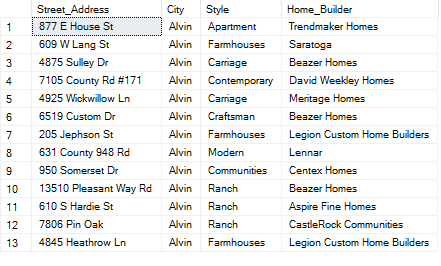 Street_Address City Style Home_Builder
1 877 E House St Alvin Apartment Trendmaker Homes
2 609 W Lang St Alvin Farmhouses Saratoga
3 4875 Sulley Dr Alvin Carriage Beazer Homes
4 7105 County Rd #171 Alvin Contemporary David Weekley Homes
5 4925 Wickwillow Ln Alvin Carriage Meritage Homes
6 6519 Custom Dr Alvin Craftsman Beazer Homes
7 205 Jephson St Alvin Farmhouses Legion Custom Home Builders
8 631 County 948 Rd Alvin Modern Lennar
9 950 Somerset Dr Alvin Communities Centex Homes
10 13510 Pleasant Way Rd Alvin Ranch Beazer Homes
11 610 S Hardie St Alvin Ranch Aspire Fine Homes
12 7806 Pin Oak Alvin Ranch CastleRock Communities
13 4845 Heathrow Ln Alvin Farmhouses Legion Custom Home Builders